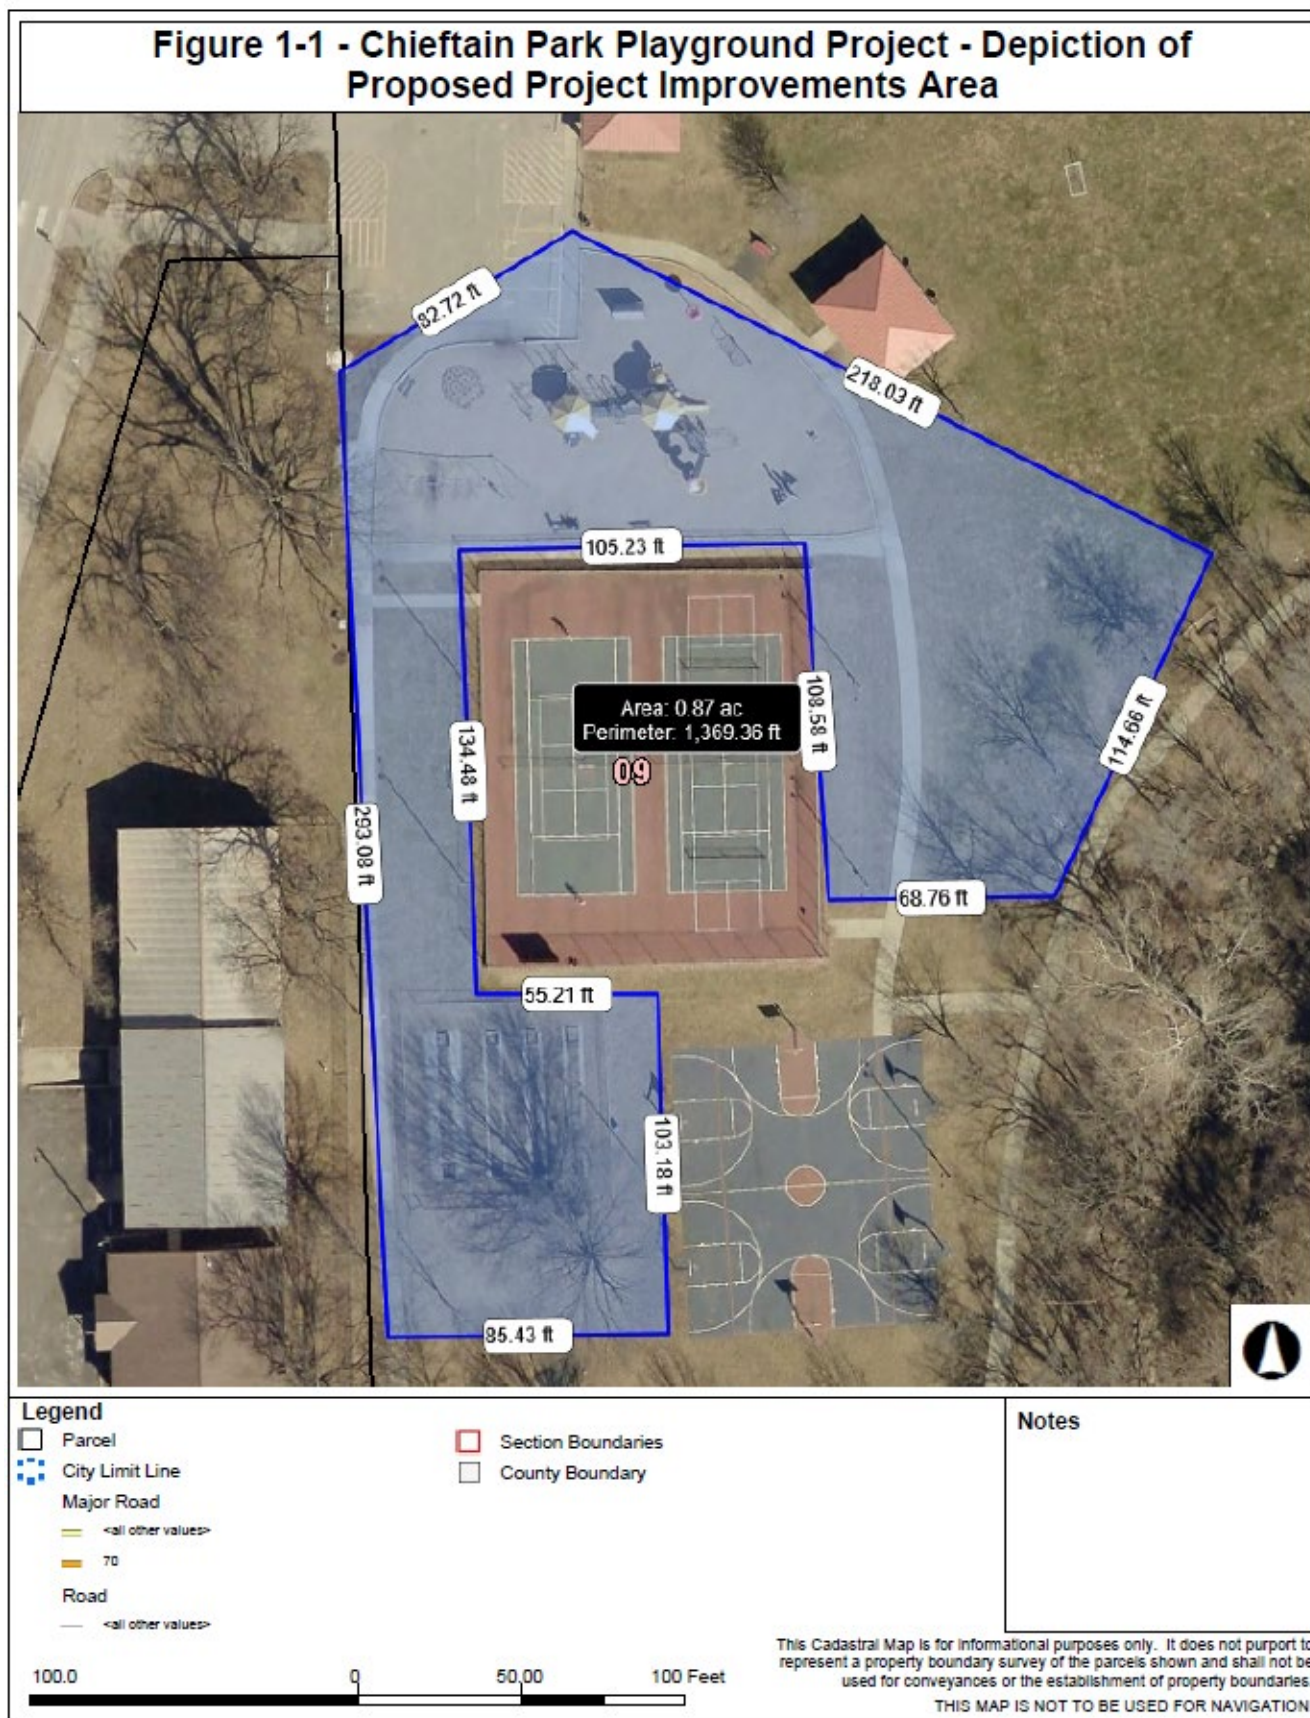 Figure 1-1 - Chieftain Park Playground Project - Depiction of
Proposed Project Improvements Area
82.72 ft
218.03 ft
105.23 ft
108.58 ft
Area: 0.87 ac
Perimeter: 1,369.36 ft
09
134.48 ft
114.66 ft
293.08 ft
68.76 ft
55.21 ft
103.18 ft
85.43 ft
Legend
Parcel
City Limit Line
Major Road
<all other values>
70
Road
<all other values>
Section Boundaries
County Boundary
Notes
100.0 0 50.00 100 Feet
This Cadastral Map is for informational purposes only. It does not purport to
represent a property boundary survey of the parcels shown and shall not be
used for conveyances or the establishment of property boundaries
THIS MAP IS NOT TO BE USED FOR NAVIGATION